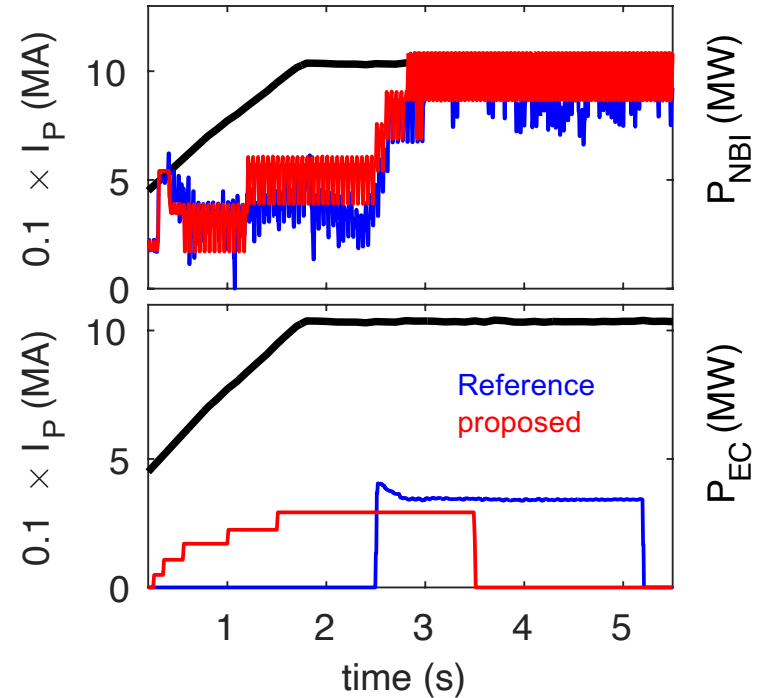 10
5
0
0.1 × I_P (MA)
P_NBI (MW)
10
5
0
0.1 × I_P (MA)
P_EC (MW)
Reference
proposed
1 2 3 4 5
time (s)